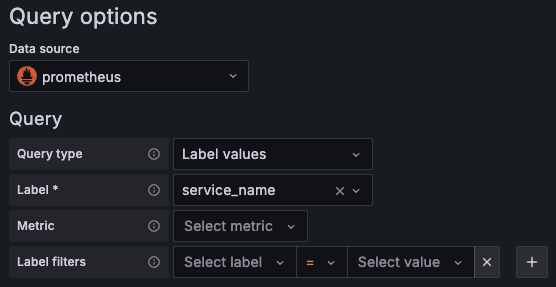 Query options
Data source
prometheus
Query
Query type
Label values
Label *
service_name
Metric
Select metric
Label filters
Select label
=
Select value